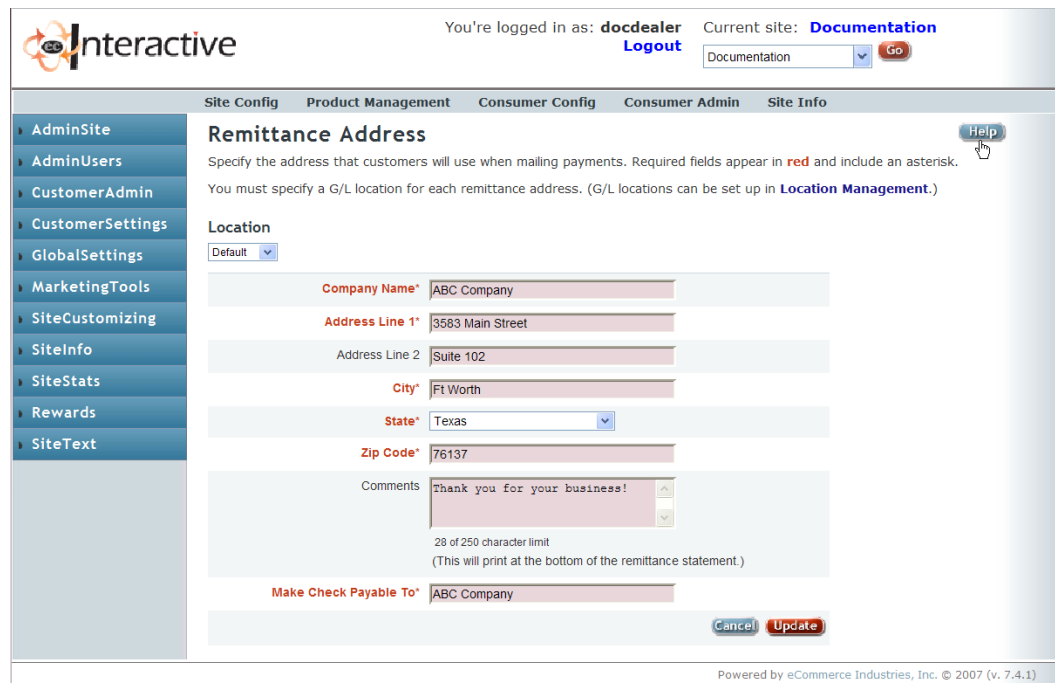 ec Interactive
You're logged in as: docdealer
Logout
Current site: Documentation
Documentation
Go
Site Config Product Management Consumer Config Consumer Admin Site Info
AdminSite
AdminUsers
CustomerAdmin
CustomerSettings
GlobalSettings
MarketingTools
SiteCustomizing
SiteInfo
SiteStats
Rewards
SiteText
Remittance Address
Help
Specify the address that customers will use when mailing payments. Required fields appear in red and include an asterisk.
You must specify a G/L location for each remittance address. (G/L locations can be set up in Location Management.)
Location
Default
Company Name* ABC Company
Address Line 1* 3583 Main Street
Address Line 2 Suite 102
City* Ft Worth
State* Texas
Zip Code* 76137
Comments Thank you for your business!
28 of 250 character limit
(This will print at the bottom of the remittance statement.)
Make Check Payable To* ABC Company
Cancel Update
Powered by eCommerce Industries, Inc. © 2007 (v. 7.4.1)